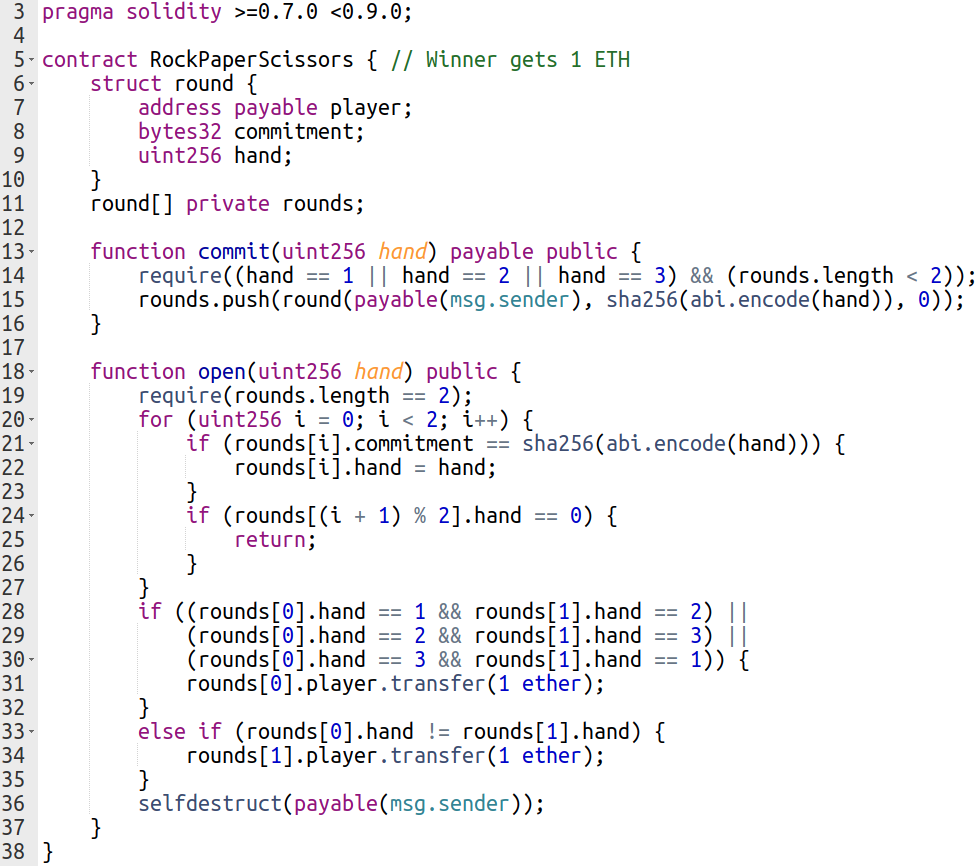 3 pragma solidity >=0.7.0 <0.9.0;
4
5 contract RockPaperScissors { // Winner gets 1 ETH
6     struct round {
7         address payable player;
8         bytes32 commitment;
9         uint256 hand;
10     }
11     round[] private rounds;
12
13     function commit(uint256 hand) payable public {
14         require((hand == 1 || hand == 2 || hand == 3) && (rounds.length < 2));
15         rounds.push(round(payable(msg.sender), sha256(abi.encode(hand)), 0));
16     }
17
18     function open(uint256 hand) public {
19         require(rounds.length == 2);
20         for (uint256 i = 0; i < 2; i++) {
21             if (rounds[i].commitment == sha256(abi.encode(hand))) {
22                 rounds[i].hand = hand;
23             }
24             if (rounds[(i + 1) % 2].hand == 0) {
25                 return;
26             }
27         }
28         if ((rounds[0].hand == 1 && rounds[1].hand == 2) ||
29             (rounds[0].hand == 2 && rounds[1].hand == 3) ||
30             (rounds[0].hand == 3 && rounds[1].hand == 1)) {
31             rounds[0].player.transfer(1 ether);
32         }
33         else if (rounds[0].hand != rounds[1].hand) {
34             rounds[1].player.transfer(1 ether);
35         }
36         selfdestruct(payable(msg.sender));
37     }
38 }